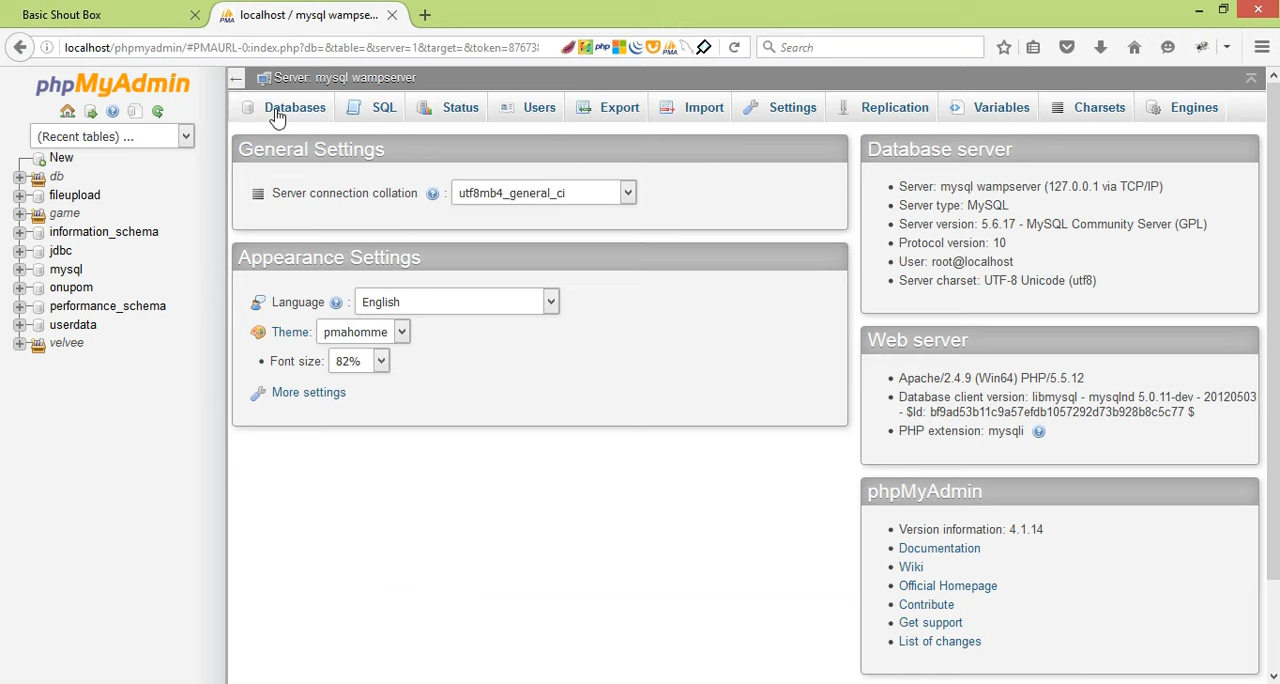 Basic Shout Box
localhost / mysql wampse...
localhost/phpmyadmin/#PMAURL-0:index.php?db=&table=&server=1&target=&token=87673
Search
phpMyAdmin
(Recent tables) ...
New
db
fileupload
game
information_schema
jdbc
mysql
onupom
performance_schema
userdata
velvee
Server: mysql wampserver
Databases SQL Status Users Export Import Settings Replication Variables Charsets Engines
General Settings
Server connection collation : utf8mb4_general_ci
Appearance Settings
Language : English
Theme: pmahomme
• Font size: 82%
More settings
Database server
• Server: mysql wampserver (127.0.0.1 via TCP/IP)
• Server type: MySQL
• Server version: 5.6.17 - MySQL Community Server (GPL)
• Protocol version: 10
• User: root@localhost
• Server charset: UTF-8 Unicode (utf8)
Web server
• Apache/2.4.9 (Win64) PHP/5.5.12
• Database client version: libmysql - mysqlnd 5.0.11-dev - 20120503
- $Id: bf9ad53b11c9a57efdb1057292d73b928b8c5c77 $
• PHP extension: mysqli
phpMyAdmin
• Version information: 4.1.14
• Documentation
• Wiki
• Official Homepage
• Contribute
• Get support
• List of changes